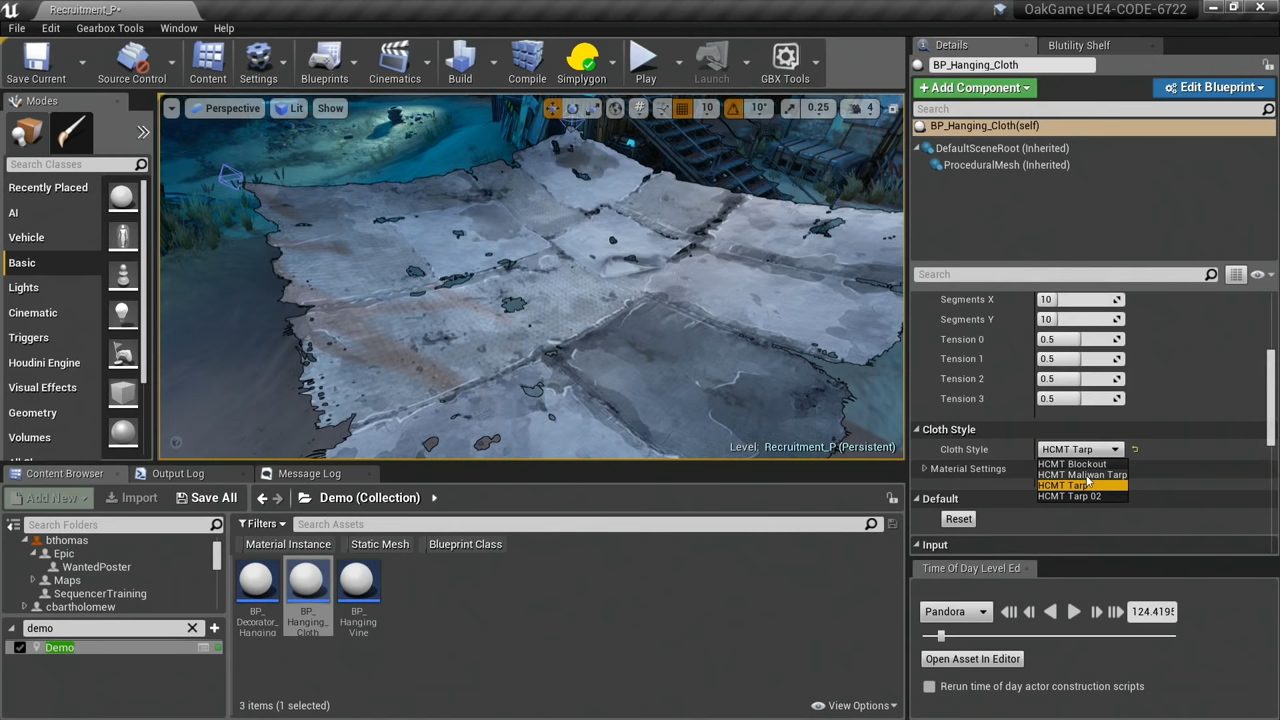 Recruitment_P*
OakGame UE4-CODE-6722
File Edit Gearbox Tools Window Help
Save Current Source Control Content Settings Blueprints Cinematics Build Compile Simplygon Play Launch GBX Tools
Details Blutility Shelf
BP_Hanging_Cloth
+ Add Component Edit Blueprint
Search
BP_Hanging_Cloth(self)
DefaultSceneRoot (Inherited)
ProceduralMesh (Inherited)
Search
Segments X 10
Segments Y 10
Tension 0 0.5
Tension 1 0.5
Tension 2 0.5
Tension 3 0.5
Cloth Style
Cloth Style HCMT Tarp
HCMT Blockout
Material Settings HCMT Maliwan Tarp
HCMT Tarp
HCMT Tarp 02
Default
Reset
Input
Time Of Day Level Ed
Pandora 124.419
Open Asset In Editor
Rerun time of day actor construction scripts
Modes
Search Classes
Recently Placed
AI
Vehicle
Basic
Lights
Cinematic
Triggers
Houdini Engine
Visual Effects
Geometry
Volumes
Perspective Lit Show 10 10° 0.25 4
Level: Recruitment_P (Persistent)
Content Browser Output Log Message Log
Add New Import Save All Demo (Collection)
Search Folders
bthomas
Epic
WantedPoster
Maps
SequencerTraining
cbartholomew
demo
Demo
Filters Search Assets
Material Instance Static Mesh Blueprint Class
BP_
Decorator_
Hanging
BP_
Hanging_
Cloth
BP_
Hanging
Vine
3 items (1 selected) View Options